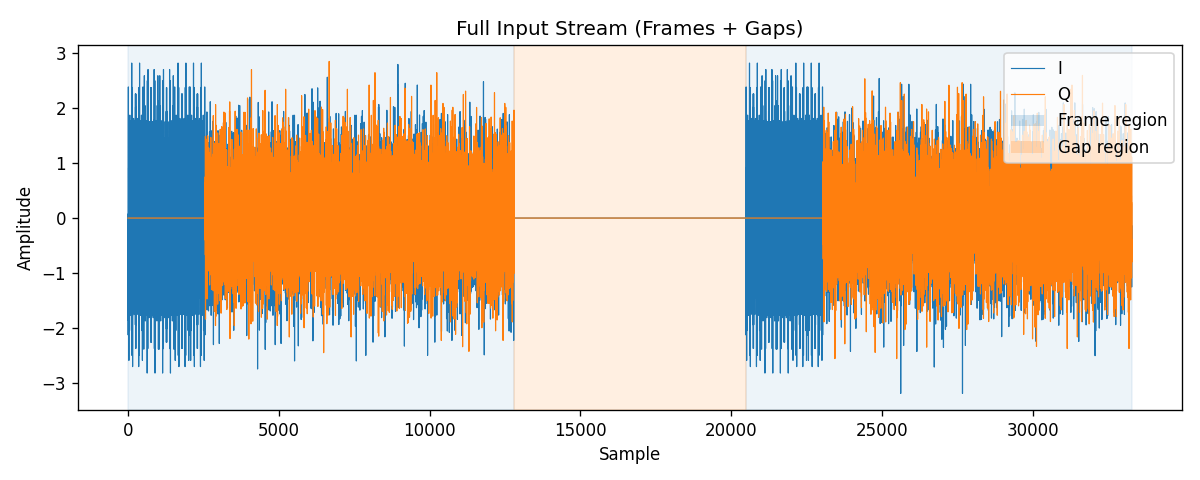 Full Input Stream (Frames + Gaps)
3
2
1
0
−1
−2
−3
Amplitude
I
Q
Frame region
Gap region
0 5000 10000 15000 20000 25000 30000
Sample